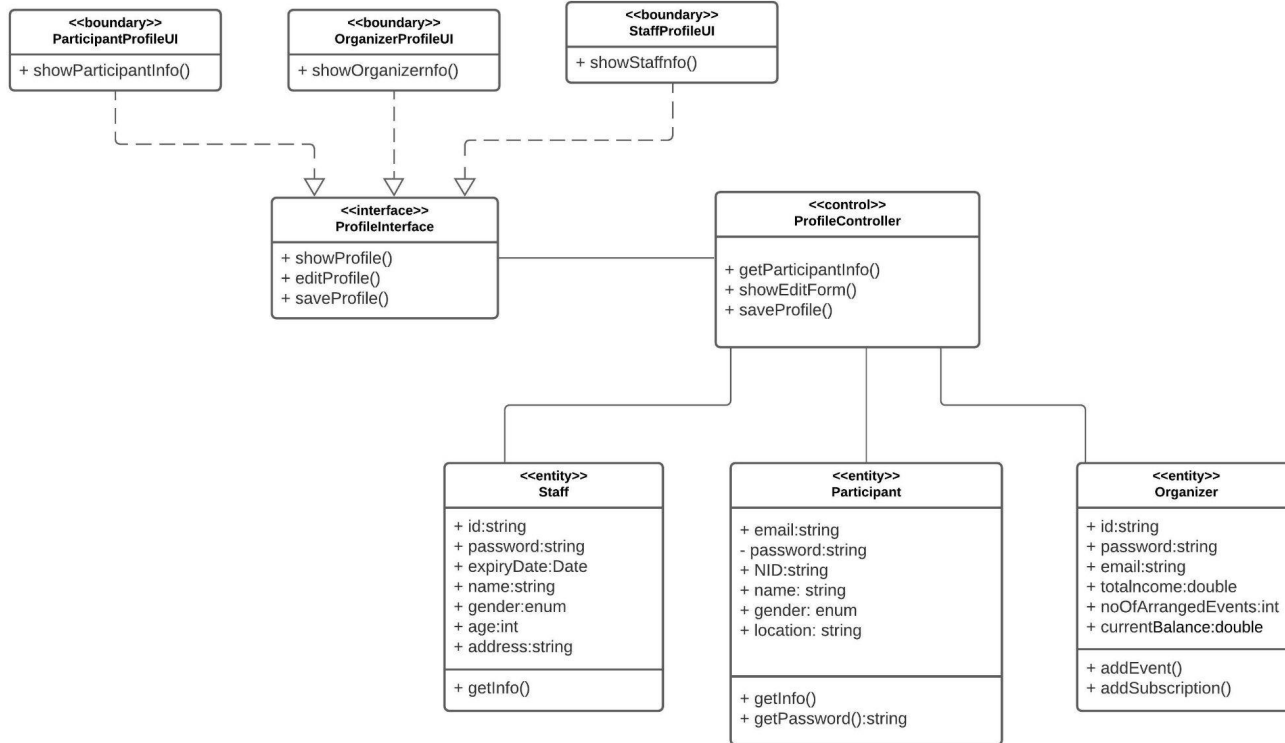 <<boundary>>
ParticipantProfileUI
+ showParticipantInfo()
<<boundary>>
OrganizerProfileUI
+ showOrganizernfo()
<<boundary>>
StaffProfileUI
+ showStaffnfo()
<<interface>>
ProfileInterface
+ showProfile()
+ editProfile()
+ saveProfile()
<<control>>
ProfileController
+ getParticipantInfo()
+ showEditForm()
+ saveProfile()
<<entity>>
Staff
+ id:string
+ password:string
+ expiryDate:Date
+ name:string
+ gender:enum
+ age:int
+ address:string
+ getInfo()
<<entity>>
Participant
+ email:string
- password:string
+ NID:string
+ name: string
+ gender: enum
+ location: string
+ getInfo()
+ getPassword():string
<<entity>>
Organizer
+ id:string
+ password:string
+ email:string
+ totalncome:double
+ noOfArrangedEvents:int
+ currentBalance:double
+ addEvent()
+ addSubscription()